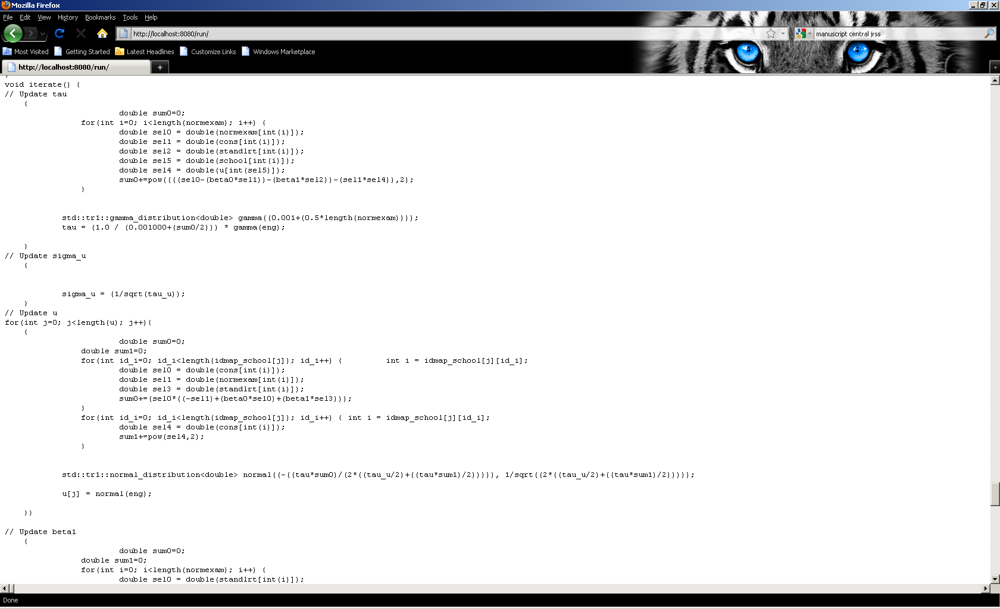 Mozilla Firefox
File Edit View History Bookmarks Tools Help
http://localhost:8080/run/
manuscript central jrss
Most Visited Getting Started Latest Headlines Customize Links Windows Marketplace
http://localhost:8080/run/
}
void iterate() {
// Update tau
{
double sum0=0;
for(int i=0; i<length(normexam); i++) {
double sel0 = double(normexam[int(i)]);
double sel1 = double(cons[int(i)]);
double sel2 = double(standlrt[int(i)]);
double sel5 = double(school[int(i)]);
double sel4 = double(u[int(sel5)]);
sum0+=pow((((sel0-(beta0*sel1))-(beta1*sel2))-(sel1*sel4)),2);
}
std::tr1::gamma_distribution<double> gamma((0.001+(0.5*length(normexam))));
tau = (1.0 / (0.001000+(sum0/2))) * gamma(eng);
}
// Update sigma_u
{
sigma_u = (1/sqrt(tau_u));
}
// Update u
for(int j=0; j<length(u); j++){
{
double sum0=0;
double sum1=0;
for(int id_i=0; id_i<length(idmap_school[j]); id_i++) { int i = idmap_school[j][id_i];
double sel0 = double(cons[int(i)]);
double sel1 = double(normexam[int(i)]);
double sel3 = double(standlrt[int(i)]);
sum0+=(sel0*((-sel1)+(beta0*sel0)+(beta1*sel3)));
}
for(int id_i=0; id_i<length(idmap_school[j]); id_i++) { int i = idmap_school[j][id_i];
double sel4 = double(cons[int(i)]);
sum1+=pow(sel4,2);
}
std::tr1::normal_distribution<double> normal((-((tau*sum0)/(2*((tau_u/2)+((tau*sum1)/2))))), 1/sqrt((2*((tau_u/2)+((tau*sum1)/2)))));
u[j] = normal(eng);
}}
// Update beta1
{
double sum0=0;
double sum1=0;
for(int i=0; i<length(normexam); i++) {
double sel0 = double(standlrt[int(i)]);
Done